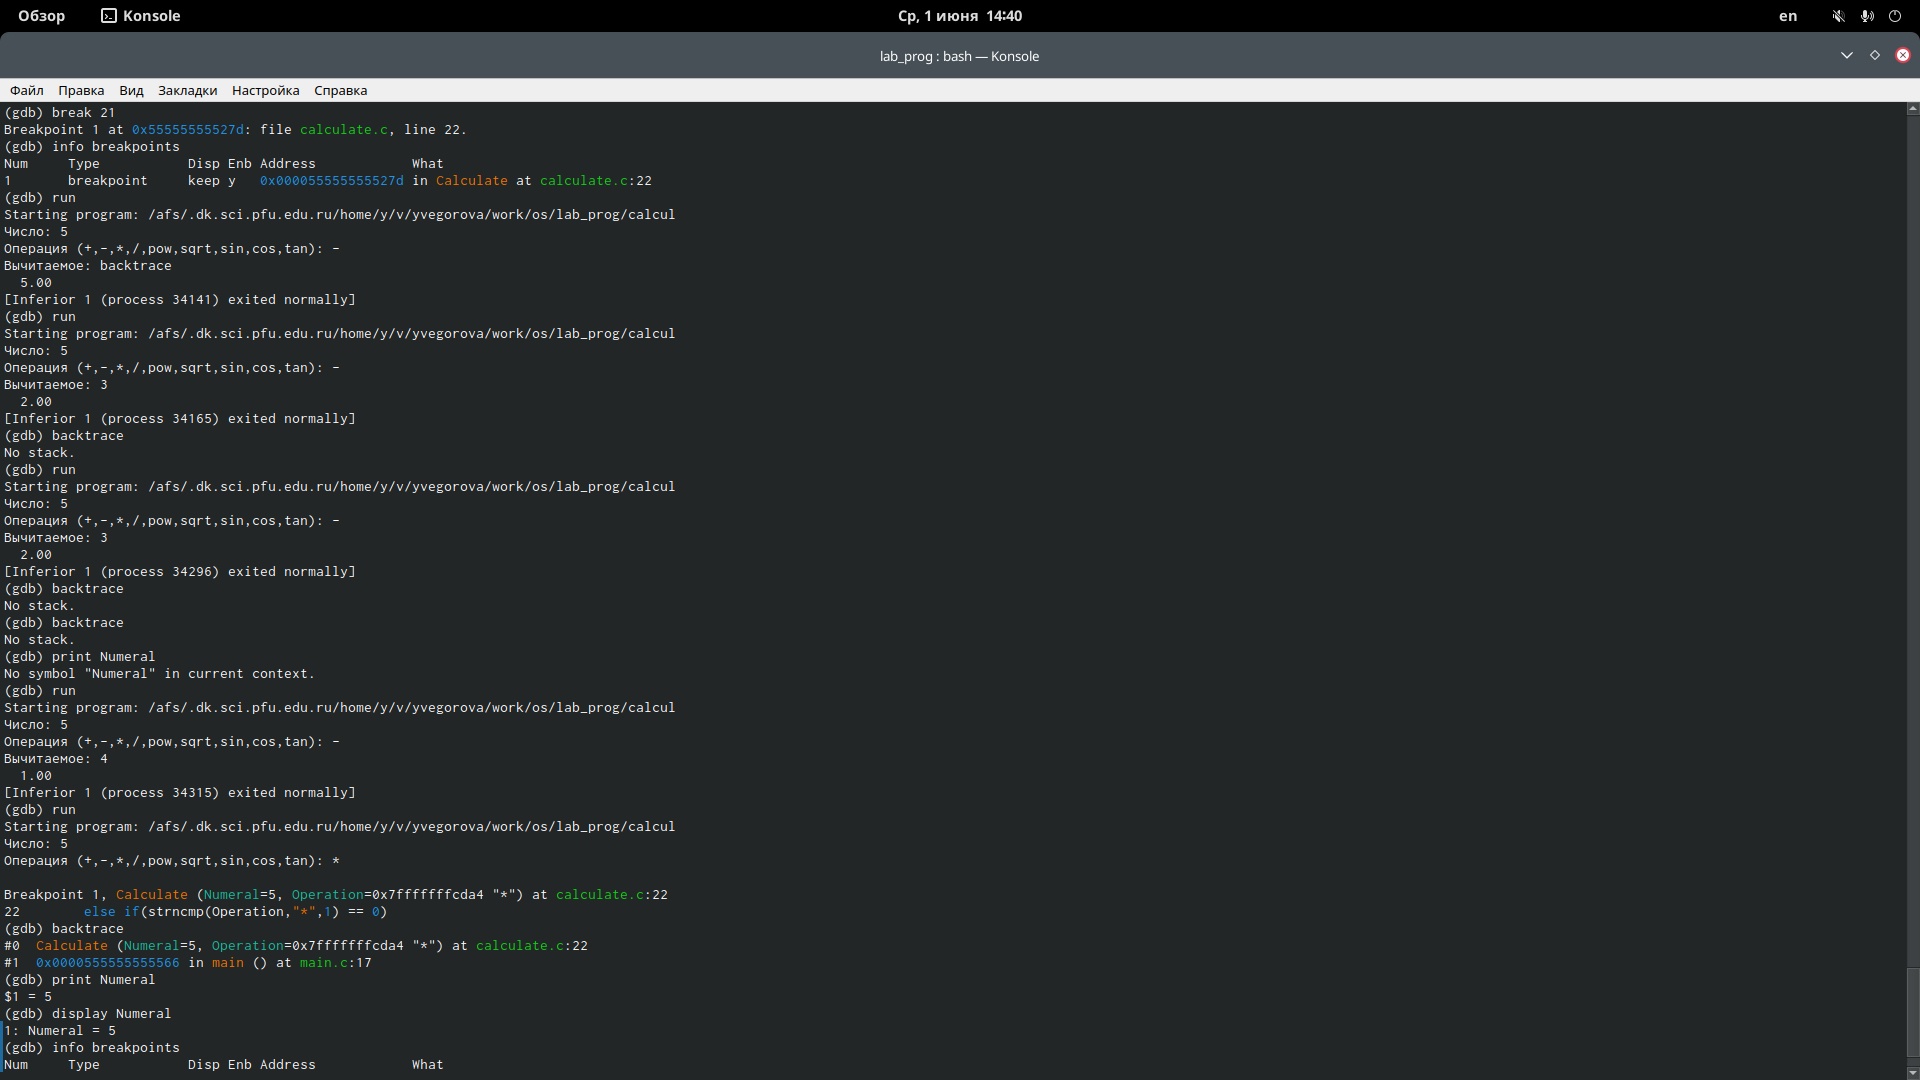 Обзор Konsole Ср, 1 июня 14:40 en
lab_prog : bash — Konsole
Файл Правка Вид Закладки Настройка Справка
(gdb) break 21
Breakpoint 1 at 0x55555555527d: file calculate.c, line 22.
(gdb) info breakpoints
Num     Type           Disp Enb Address            What
1       breakpoint     keep y   0x000055555555527d in Calculate at calculate.c:22
(gdb) run
Starting program: /afs/.dk.sci.pfu.edu.ru/home/y/v/yvegorova/work/os/lab_prog/calcul
Число: 5
Операция (+,-,*,/,pow,sqrt,sin,cos,tan): -
Вычитаемое: backtrace
  5.00
[Inferior 1 (process 34141) exited normally]
(gdb) run
Starting program: /afs/.dk.sci.pfu.edu.ru/home/y/v/yvegorova/work/os/lab_prog/calcul
Число: 5
Операция (+,-,*,/,pow,sqrt,sin,cos,tan): -
Вычитаемое: 3
  2.00
[Inferior 1 (process 34165) exited normally]
(gdb) backtrace
No stack.
(gdb) run
Starting program: /afs/.dk.sci.pfu.edu.ru/home/y/v/yvegorova/work/os/lab_prog/calcul
Число: 5
Операция (+,-,*,/,pow,sqrt,sin,cos,tan): -
Вычитаемое: 3
  2.00
[Inferior 1 (process 34296) exited normally]
(gdb) backtrace
No stack.
(gdb) backtrace
No stack.
(gdb) print Numeral
No symbol "Numeral" in current context.
(gdb) run
Starting program: /afs/.dk.sci.pfu.edu.ru/home/y/v/yvegorova/work/os/lab_prog/calcul
Число: 5
Операция (+,-,*,/,pow,sqrt,sin,cos,tan): -
Вычитаемое: 4
  1.00
[Inferior 1 (process 34315) exited normally]
(gdb) run
Starting program: /afs/.dk.sci.pfu.edu.ru/home/y/v/yvegorova/work/os/lab_prog/calcul
Число: 5
Операция (+,-,*,/,pow,sqrt,sin,cos,tan): *

Breakpoint 1, Calculate (Numeral=5, Operation=0x7fffffffcda4 "*") at calculate.c:22
22        else if(strncmp(Operation,"*",1) == 0)
(gdb) backtrace
#0  Calculate (Numeral=5, Operation=0x7fffffffcda4 "*") at calculate.c:22
#1  0x0000555555555566 in main () at main.c:17
(gdb) print Numeral
$1 = 5
(gdb) display Numeral
1: Numeral = 5
(gdb) info breakpoints
Num     Type           Disp Enb Address            What